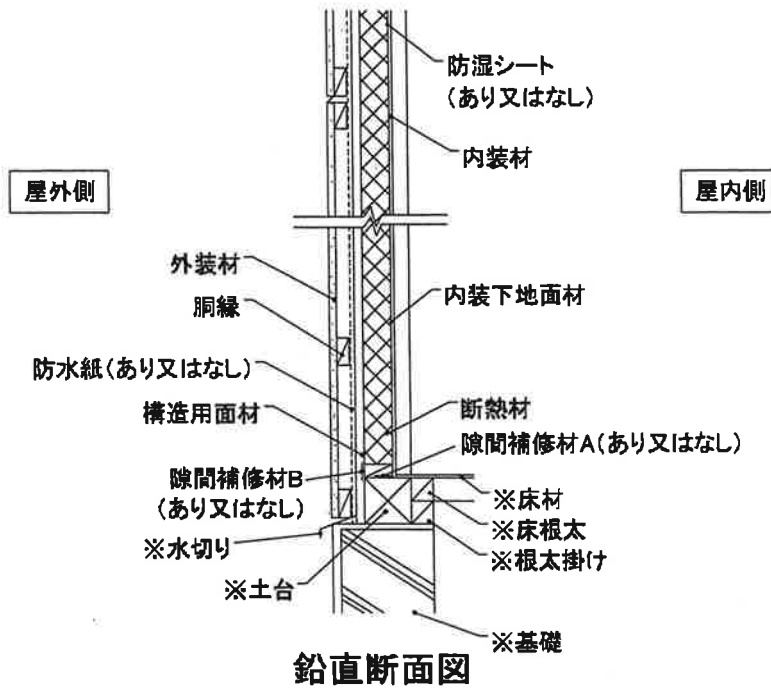 防湿シート
(あり又はなし)
内装材
屋外側
屋内側
外装材
胴縁
内装下地面材
防水紙(あり又はなし)
構造用面材
断熱材
隙間補修材A(あり又はなし)
隙間補修材B
(あり又はなし)
※床材
※床根太
※水切り
※根太掛け
※土台
※基礎
鉛直断面図